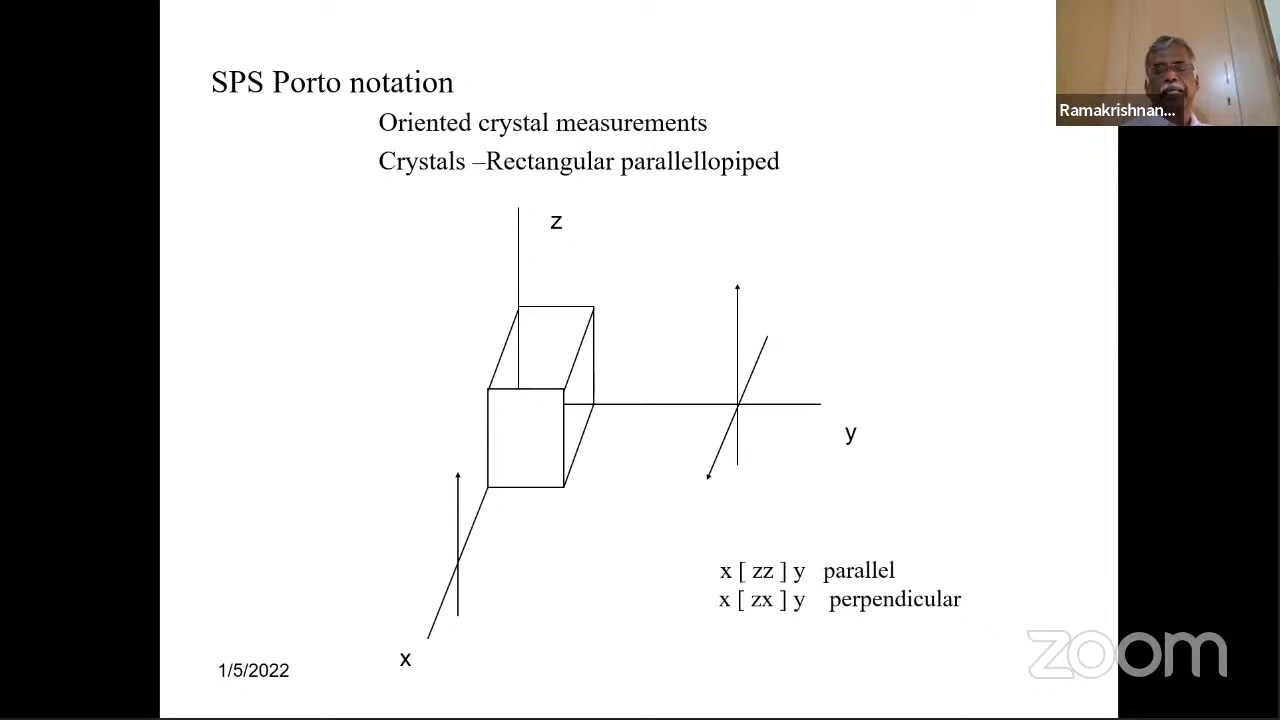 SPS Porto notation
Oriented crystal measurements
Crystals –Rectangular parallellopiped
Ramakrishnan...
z
y
x [ zz ] y parallel
x [ zx ] y perpendicular
x
1/5/2022
zoom